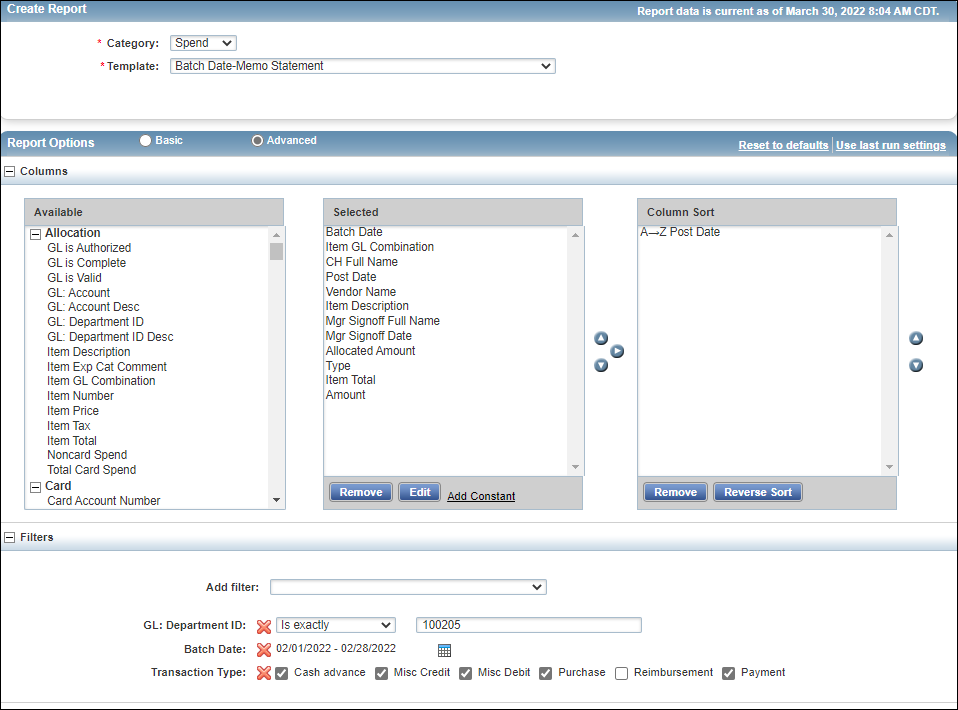 Create Report
Report data is current as of March 30, 2022 8:04 AM CDT.
* Category: Spend
* Template: Batch Date-Memo Statement
Report Options Basic Advanced Reset to defaults Use last run settings
Columns
Available
Allocation
GL is Authorized
GL is Complete
GL is Valid
GL: Account
GL: Account Desc
GL: Department ID
GL: Department ID Desc
Item Description
Item Exp Cat Comment
Item GL Combination
Item Number
Item Price
Item Tax
Item Total
Noncard Spend
Total Card Spend
Card
Card Account Number
Selected
Batch Date
Item GL Combination
CH Full Name
Post Date
Vendor Name
Item Description
Mgr Signoff Full Name
Mgr Signoff Date
Allocated Amount
Type
Item Total
Amount
Remove Edit Add Constant
Column Sort
A→Z Post Date
Remove Reverse Sort
Filters
Add filter:
GL: Department ID: Is exactly 100205
Batch Date: 02/01/2022 - 02/28/2022
Transaction Type: Cash advance Misc Credit Misc Debit Purchase Reimbursement Payment